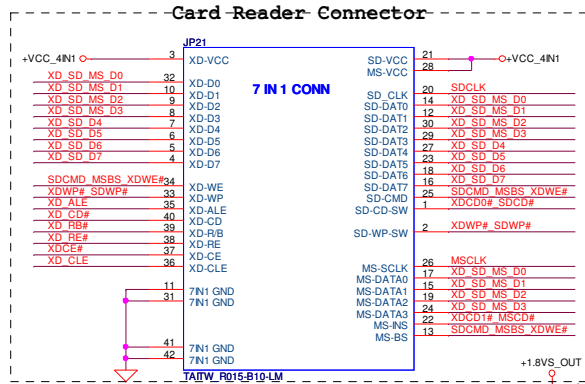 Card Reader Connector
JP21
+VCC_4IN1 3 XD-VCC SD-VCC 21 +VCC_4IN1
MS-VCC 28
7 IN 1 CONN
XD_SD_MS_D0 32 XD-D0 SD_CLK 20 SDCLK
XD_SD_MS_D1 10 XD-D1 SD-DAT0 14 XD_SD_MS_D0
XD_SD_MS_D2 9 XD-D2 SD-DAT1 12 XD_SD_MS_D1
XD_SD_MS_D3 8 XD-D3 SD-DAT2 30 XD_SD_MS_D2
XD_SD_D4 7 XD-D4 SD-DAT3 29 XD_SD_MS_D3
XD_SD_D5 6 XD-D5 SD-DAT4 27 XD_SD_D4
XD_SD_D6 5 XD-D6 SD-DAT5 23 XD_SD_D5
XD_SD_D7 4 XD-D7 SD-DAT6 18 XD_SD_D6
SD-DAT7 16 XD_SD_D7
SDCMD_MSBS_XDWE# 34 XD-WE SD-CMD 25 SDCMD_MSBS_XDWE#
XDWP#_SDWP# 33 XD-WP SD-CD-SW 1 XDCD0#_SDCD#
XD_ALE 35 XD-ALE
XD_CD# 40 XD-CD
XD_RB# 39 XD-R/B SD-WP-SW 2 XDWP#_SDWP#
XD_RE# 38 XD-RE
XDCE# 37 XD-CE
XD_CLE 36 XD-CLE MS-SCLK 26 MSCLK
MS-DATA0 17 XD_SD_MS_D0
11 7IN1 GND MS-DATA1 15 XD_SD_MS_D1
31 7IN1 GND MS-DATA2 19 XD_SD_MS_D2
MS-DATA3 24 XD_SD_MS_D3
MS-INS 22 XDCD1#_MSCD#
MS-BS 13 SDCMD_MSBS_XDWE#
41 7IN1 GND
42 7IN1 GND
+1.8VS_OUT
TAITW_R015-B10-LM